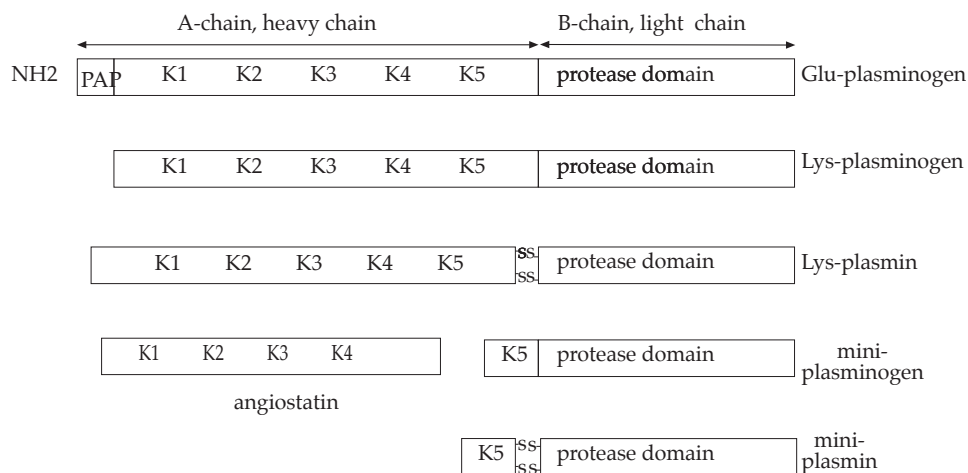 A-chain, heavy chain B-chain, light chain
NH2 PAP K1 K2 K3 K4 K5 protease domain Glu-plasminogen
K1 K2 K3 K4 K5 protease domain Lys-plasminogen
K1 K2 K3 K4 K5 ss ss protease domain Lys-plasmin
K1 K2 K3 K4 K5 protease domain mini-
plasminogen
angiostatin
K5 ss ss protease domain mini-
plasmin